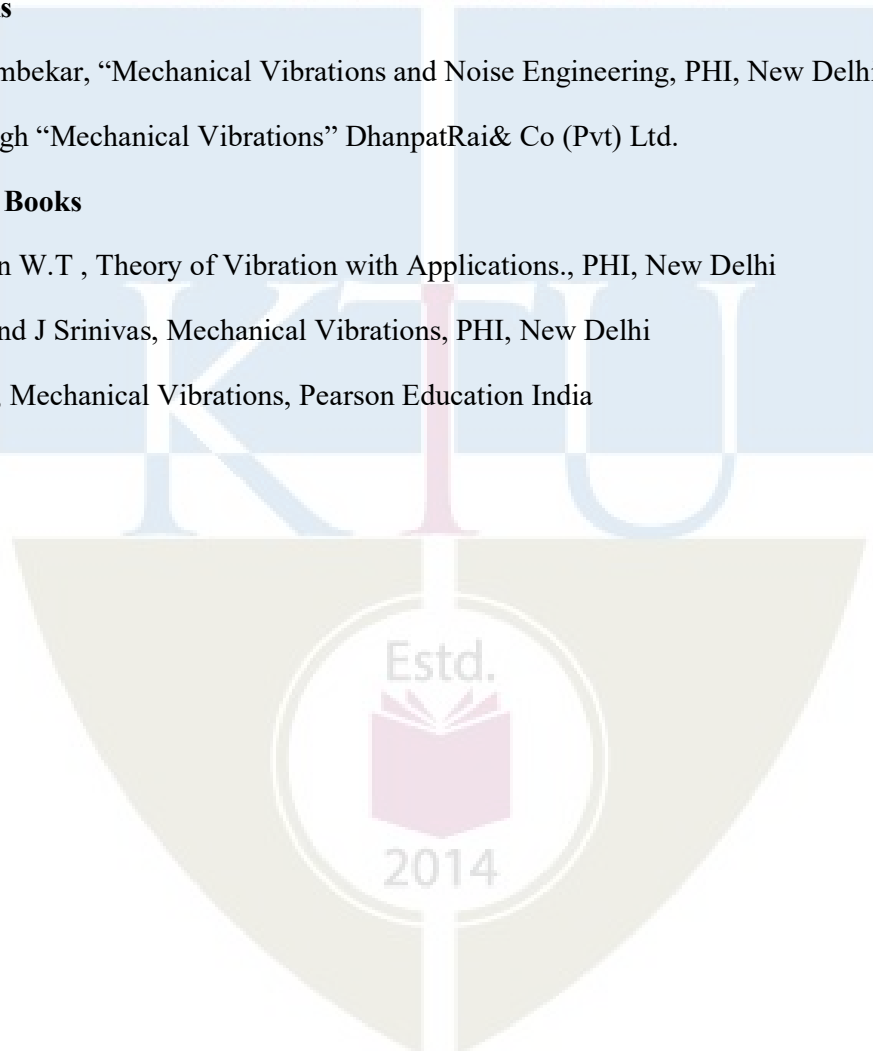 mbekar, “Mechanical Vibrations and Noise Engineering, PHI, New Delhi
gh “Mechanical Vibrations” DhanpatRai& Co (Pvt) Ltd.
Books
n W.T , Theory of Vibration with Applications., PHI, New Delhi
nd J Srinivas, Mechanical Vibrations, PHI, New Delhi
, Mechanical Vibrations, Pearson Education India
KTU
Estd.
2014